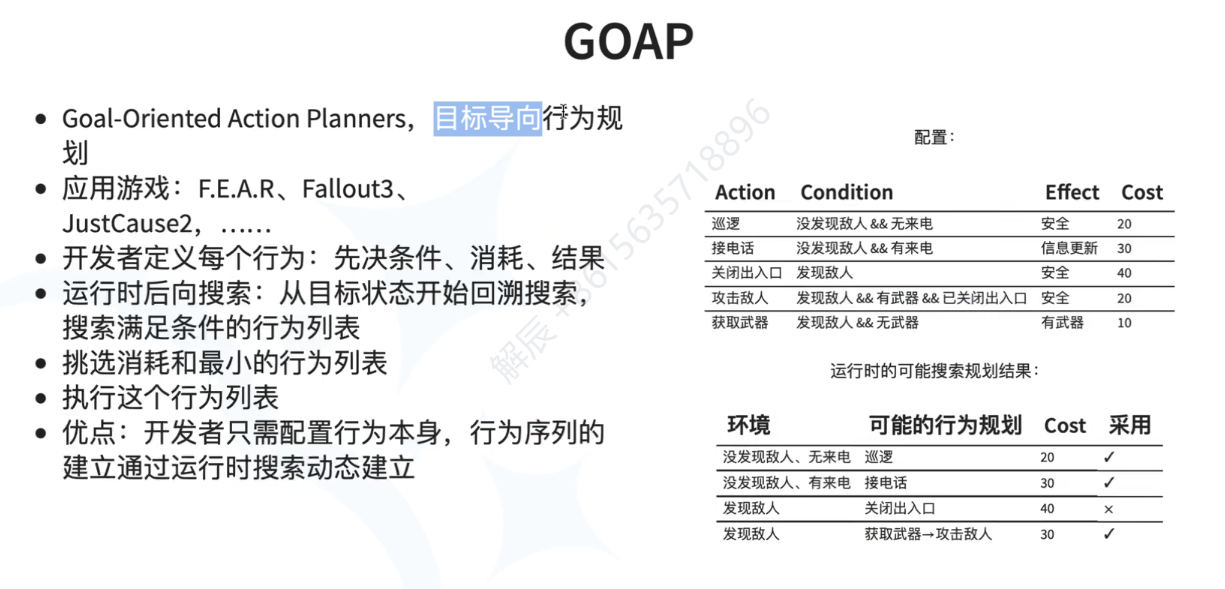 GOAP
Goal-Oriented Action Planners，目标导向行为规
划
应用游戏：F.E.A.R、Fallout3、
JustCause2，……
开发者定义每个行为：先决条件、消耗、结果
运行时后向搜索：从目标状态开始回溯搜索，
搜索满足条件的行为列表
挑选消耗和最小的行为列表
执行这个行为列表
优点：开发者只需配置行为本身，行为序列的
建立通过运行时搜索动态建立
配置：
Action Condition Effect Cost
巡逻 没发现敌人 && 无来电 安全 20
接电话 没发现敌人 && 有来电 信息更新 30
关闭出入口 发现敌人 安全 40
攻击敌人 发现敌人 && 有武器 && 已关闭出入口 安全 20
获取武器 发现敌人 && 无武器 有武器 10
运行时的可能搜索规划结果：
环境 可能的行为规划 Cost 采用
没发现敌人、无来电 巡逻 20 ✓
没发现敌人、有来电 接电话 30 ✓
发现敌人 关闭出入口 40 ×
发现敌人 获取武器→攻击敌人 30 ✓